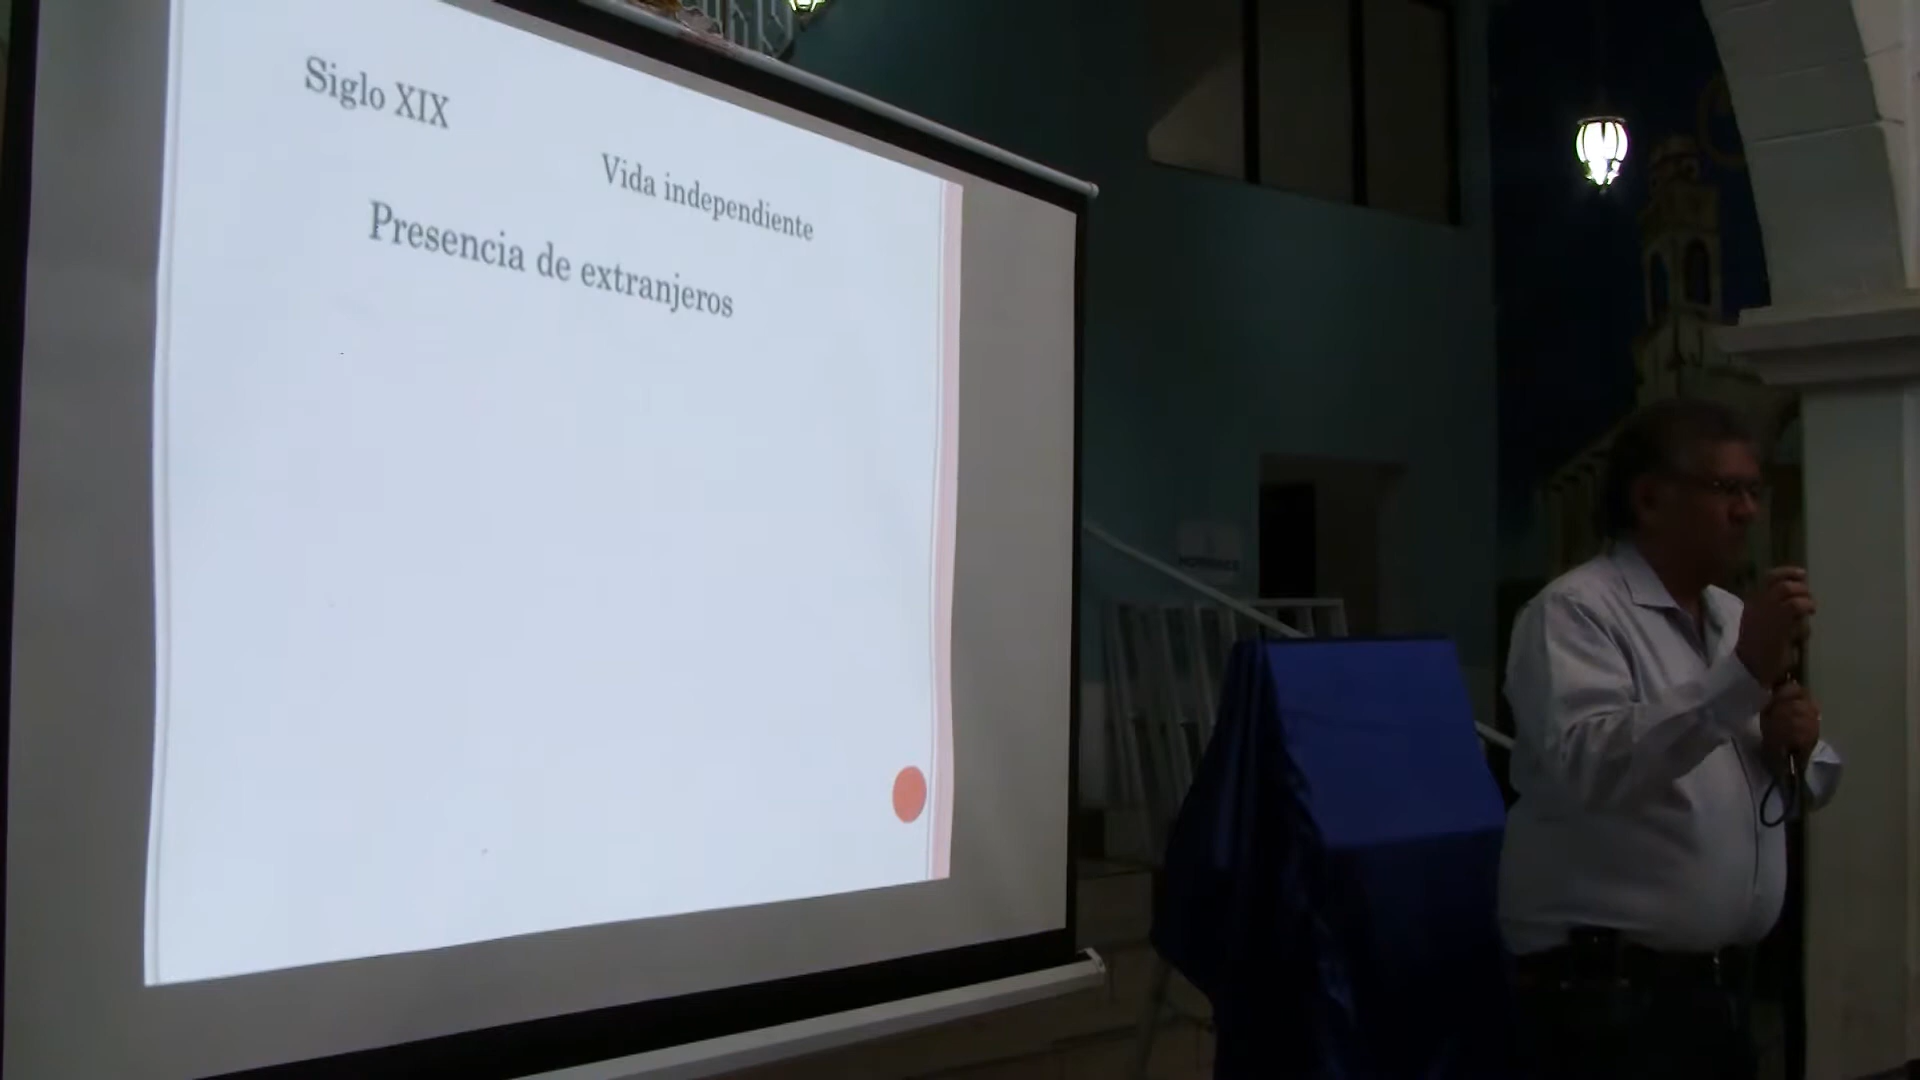 Siglo XIX
Vida independiente
Presencia de extranjeros